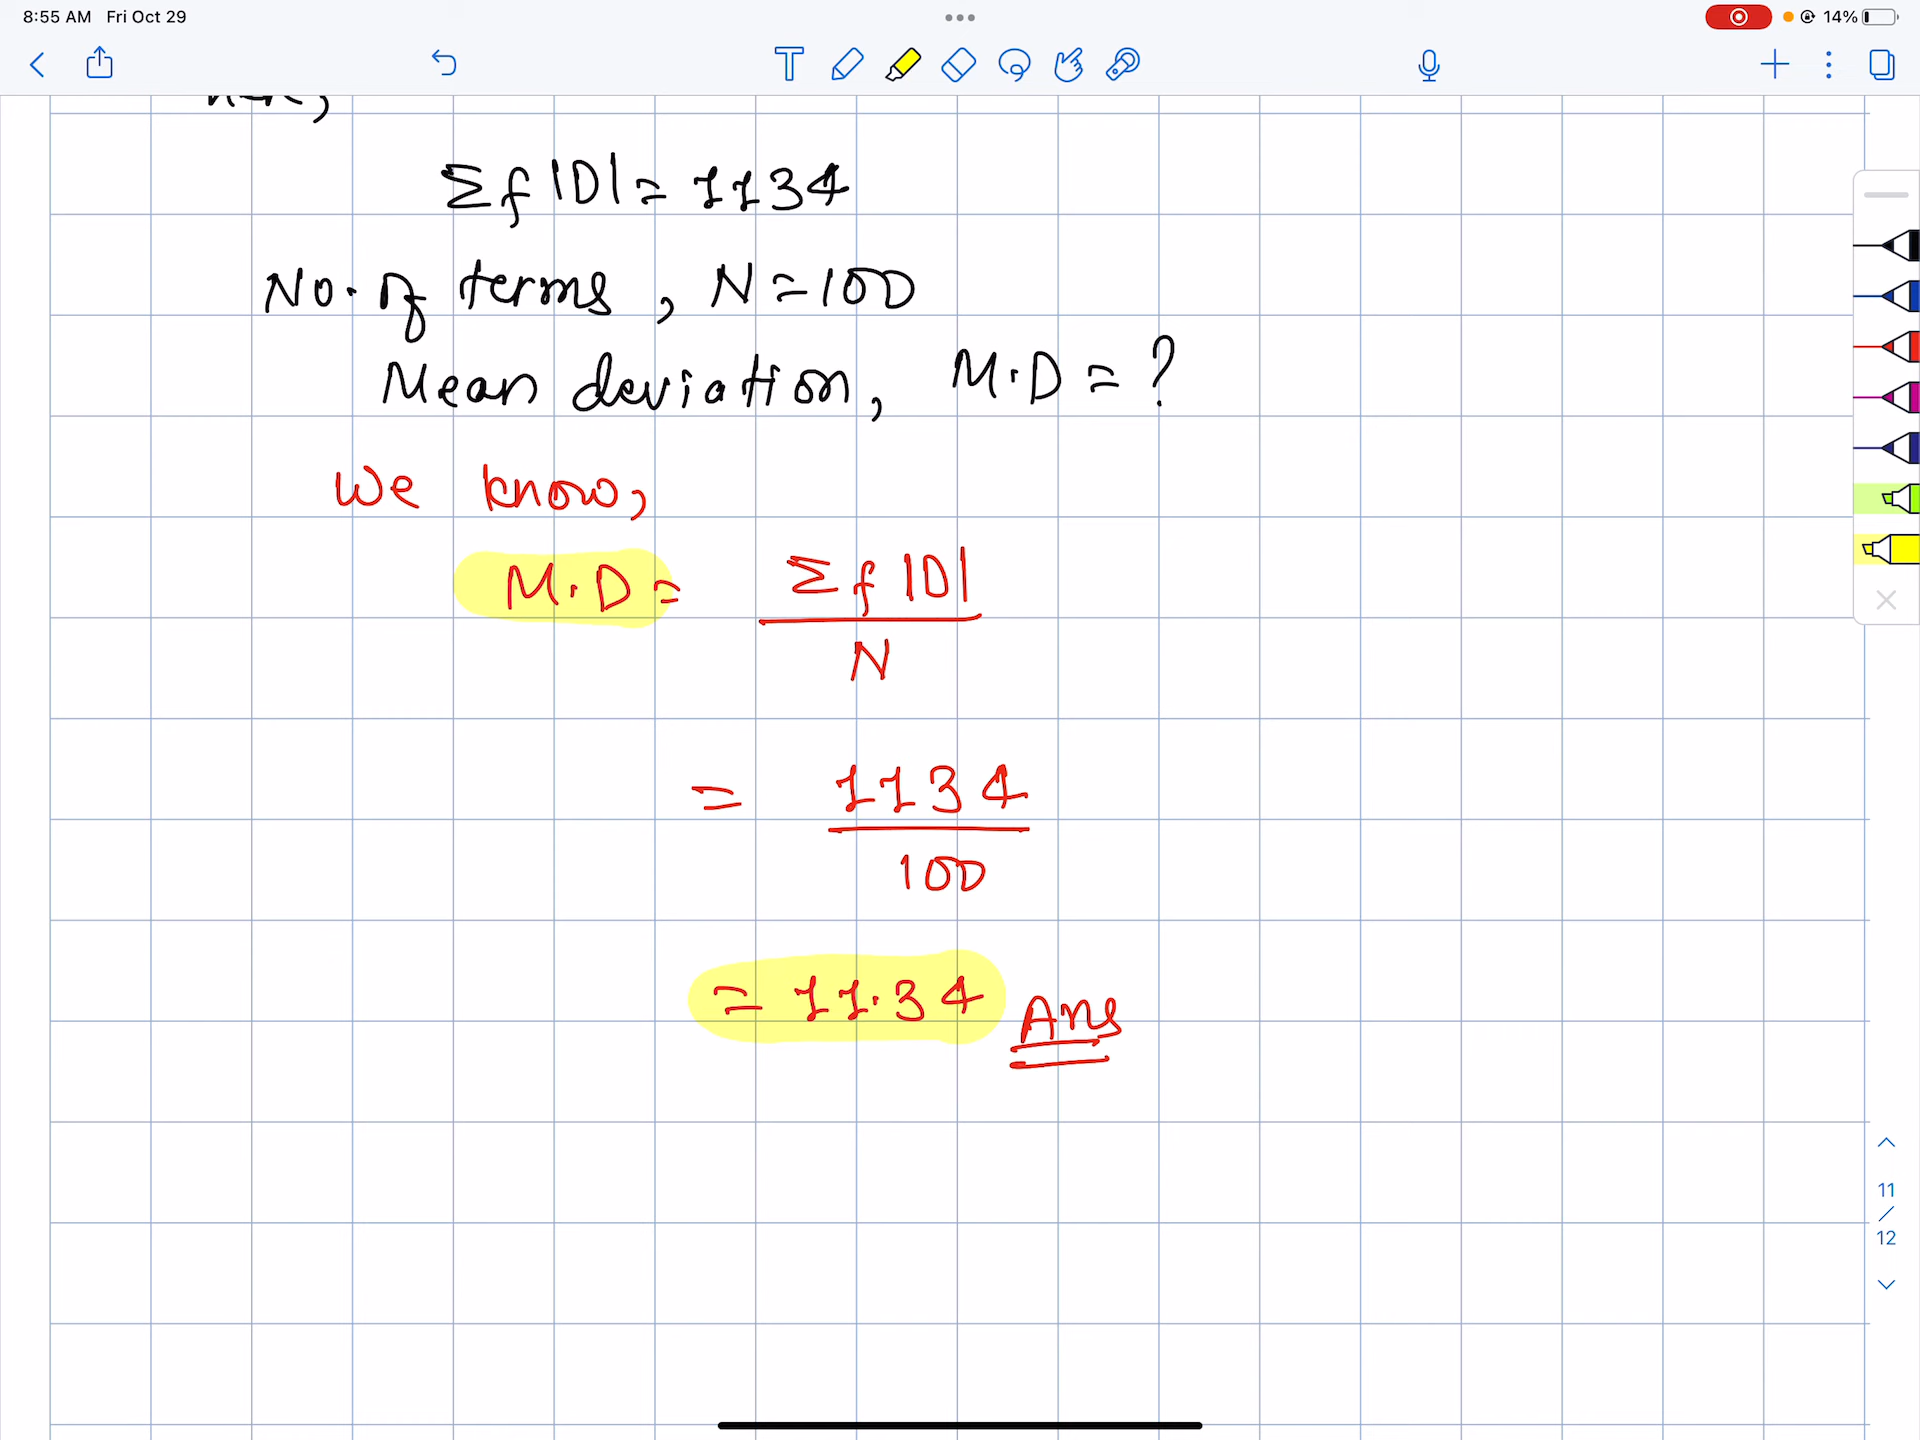 8:55 AM Fri Oct 29
14%
Σf|D| = 1134
No. of terms, N = 100
Mean deviation, M.D = ?
We know,
M.D = Σf|D|
N
= 1134
100
= 11.34 Ans
11
/
12